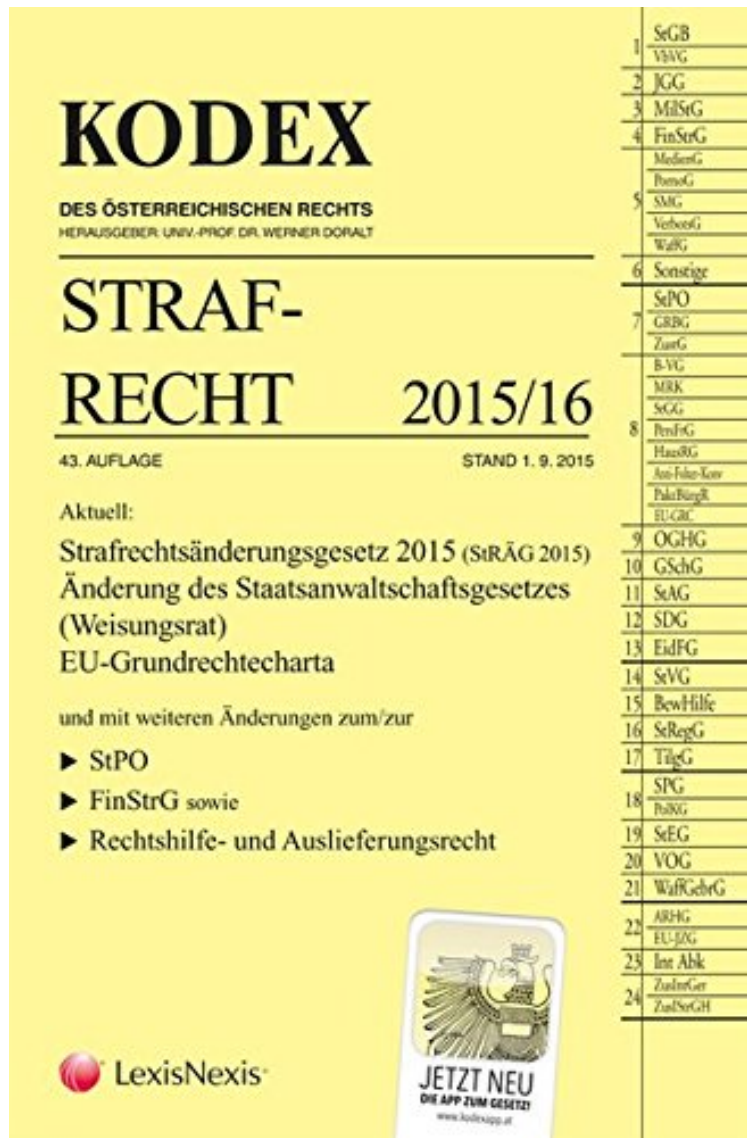 KODEX
DES ÖSTERREICHISCHEN RECHTS
HERAUSGEBER: UNIV.-PROF. DR. WERNER DORALT
STRAF-
RECHT 2015/16
43. AUFLAGE STAND 1. 9. 2015
Aktuell:
Strafrechtsänderungsgesetz 2015 (StRÄG 2015)
Änderung des Staatsanwaltschaftsgesetzes
(Weisungsrat)
EU-Grundrechtecharta
und mit weiteren Änderungen zum/zur
► StPO
► FinStrG sowie
► Rechtshilfe- und Auslieferungsrecht
LexisNexis
JETZT NEU
DIE APP ZUM GESETZ!
www.kodexapp.at
1 StGB
VbVG
2 JGG
3 MilStG
4 FinStrG
5 MedienG
PornoG
SMG
VerbotsG
WaffG
6 Sonstige
7 StPO
GRBG
ZustG
8 B-VG
MRK
StGG
PersFrG
HausRG
Anti-Folter-Konv
PaktBürgR
EU-GRC
9 OGHG
10 GSchG
11 StAG
12 SDG
13 EidFG
14 StVG
15 BewHilfe
16 StRegG
17 TilgG
18 SPG
PolKG
19 StEG
20 VOG
21 WaffGebrG
22 ARHG
EU-JZG
23 Int Abk
24 ZusIntGer
ZusIStrGH